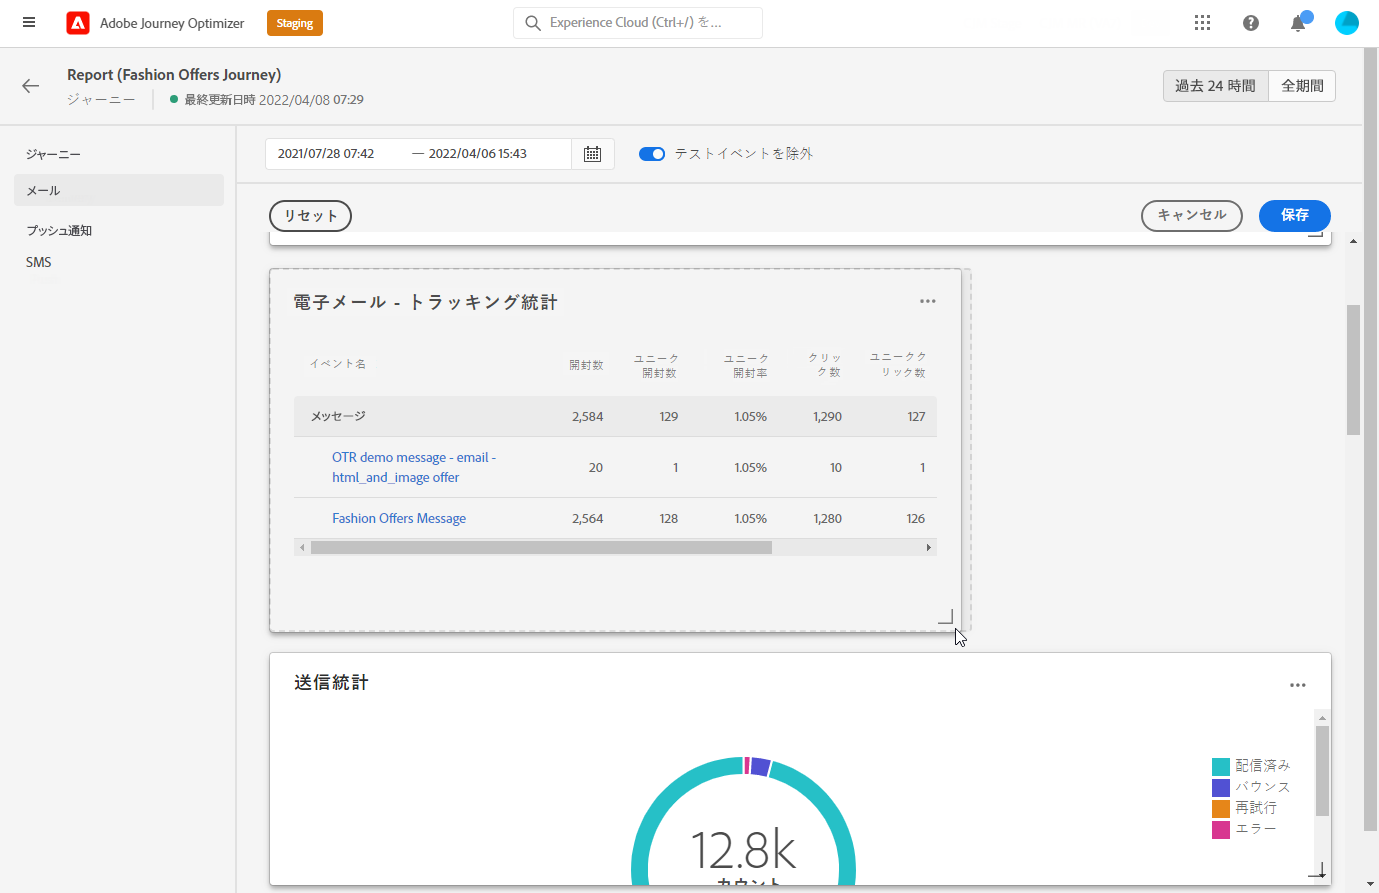 Adobe Journey Optimizer
Staging
Experience Cloud (Ctrl+/) を...
Report (Fashion Offers Journey)
ジャーニー
最終更新日時 2022/04/08 07:29
過去 24 時間
全期間
ジャーニー
メール
プッシュ通知
SMS
2021/07/28 07:42 — 2022/04/06 15:43
テストイベントを除外
リセット
キャンセル
保存
電子メール - トラッキング統計
イベント名 開封数 ユニーク開封数 ユニーク開封率 クリック数 ユニーククリック数
メッセージ 2,584 129 1.05% 1,290 127
OTR demo message - email -
html_and_image offer 20 1 1.05% 10 1
Fashion Offers Message 2,564 128 1.05% 1,280 126
送信統計
配信済み
バウンス
再試行
エラー
12.8k
カウント